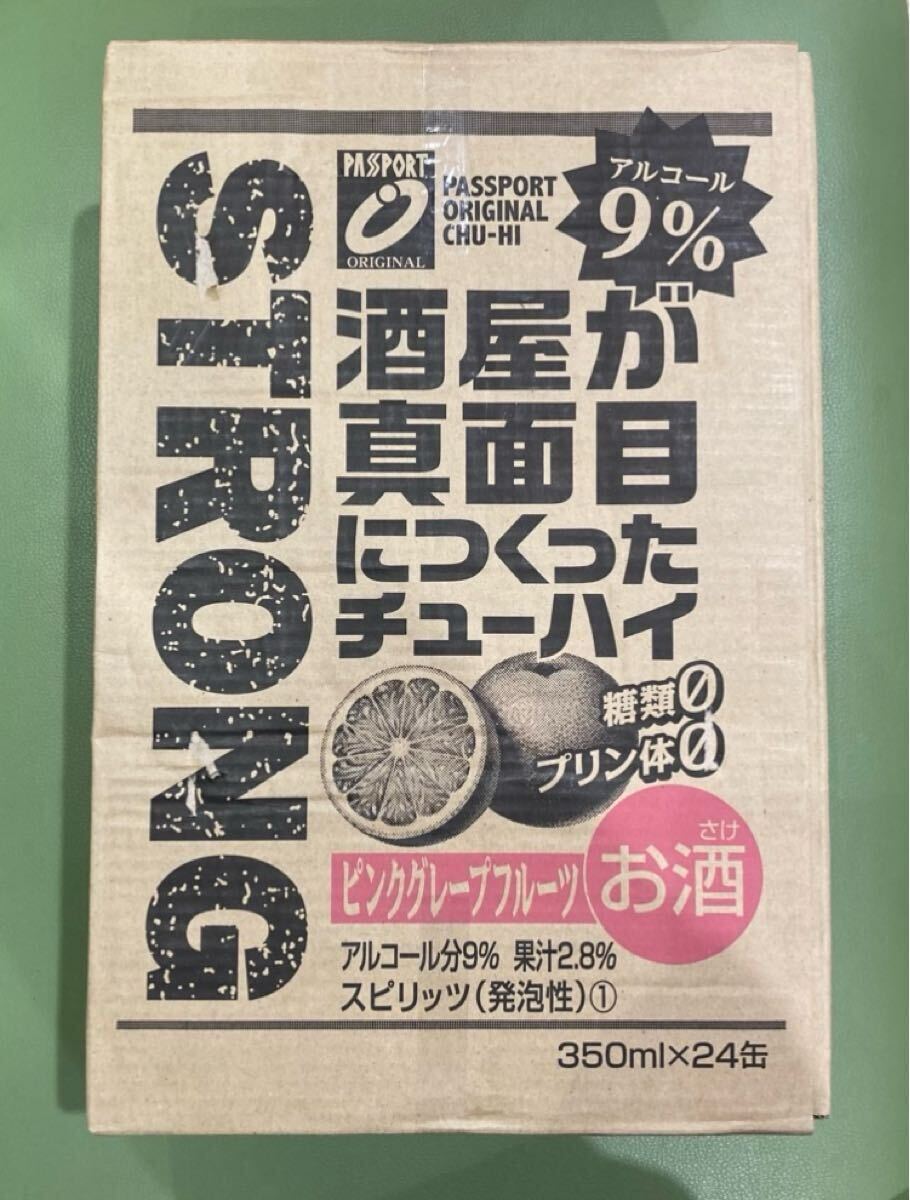 STRONG
PASSPORT
ORIGINAL
PASSPORT
ORIGINAL
CHU-HI
アルコール
9%
酒屋が
真面目
につくった
チューハイ
糖類0
プリン体0
ピンクグレープフルーツ
さけ
お酒
アルコール分9% 果汁2.8%
スピリッツ(発泡性)①
350ml×24缶